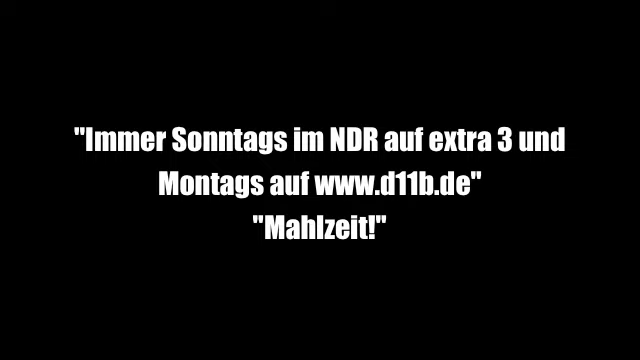 "Immer Sonntags im NDR auf extra 3 und
Montags auf www.d11b.de"
"Mahlzeit!"